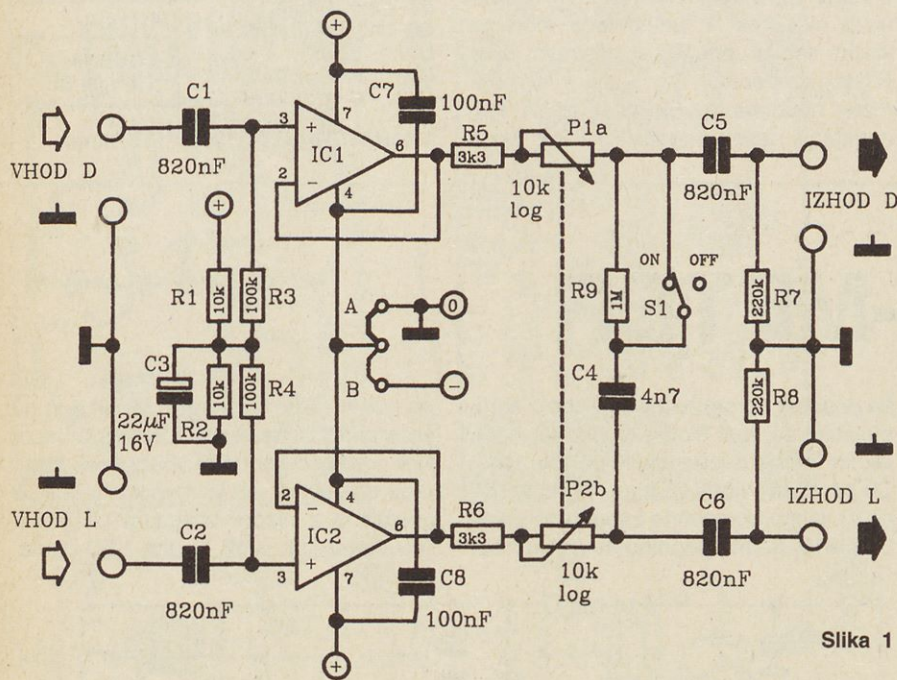 +
C1
820nF
VHOD D
3
2
+
−
IC1
7
4
6
C7
100nF
R5
3k3
P1a
10k
log
C5
820nF
IZHOD D
+
R1
10k
100k
R3
A
0
B
−
C3
22µF
16V
10k
R2
100k
R4
R9
1M
ON OFF
S1
R7
220k
C4
4n7
220k
R8
VHOD L
C2
820nF
2
3
−
+
IC2
4
7
6
C8
100nF
R6
3k3
P2b
10k
log
C6
820nF
IZHOD L
+
Slika 1